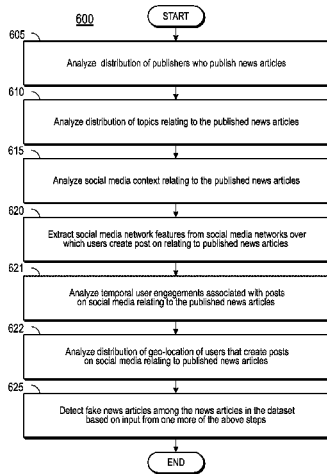 600
START
605
Analyze distribution of publishers who publish news articles
610
Analyze distribution of topics relating to the published news articles
615
Analyze social media context relating to the published news articles
620
Extract social media network features from social media networks over
which users create post on relating to published news articles
621
Analyze temporal user engagements associated with posts
on social media relating to the published news articles
622
Analyze distribution of geo-location of users that create posts
on social media relating to published news articles
625
Detect fake news articles among the news articles in the dataset
based on input from one more of the above steps
END